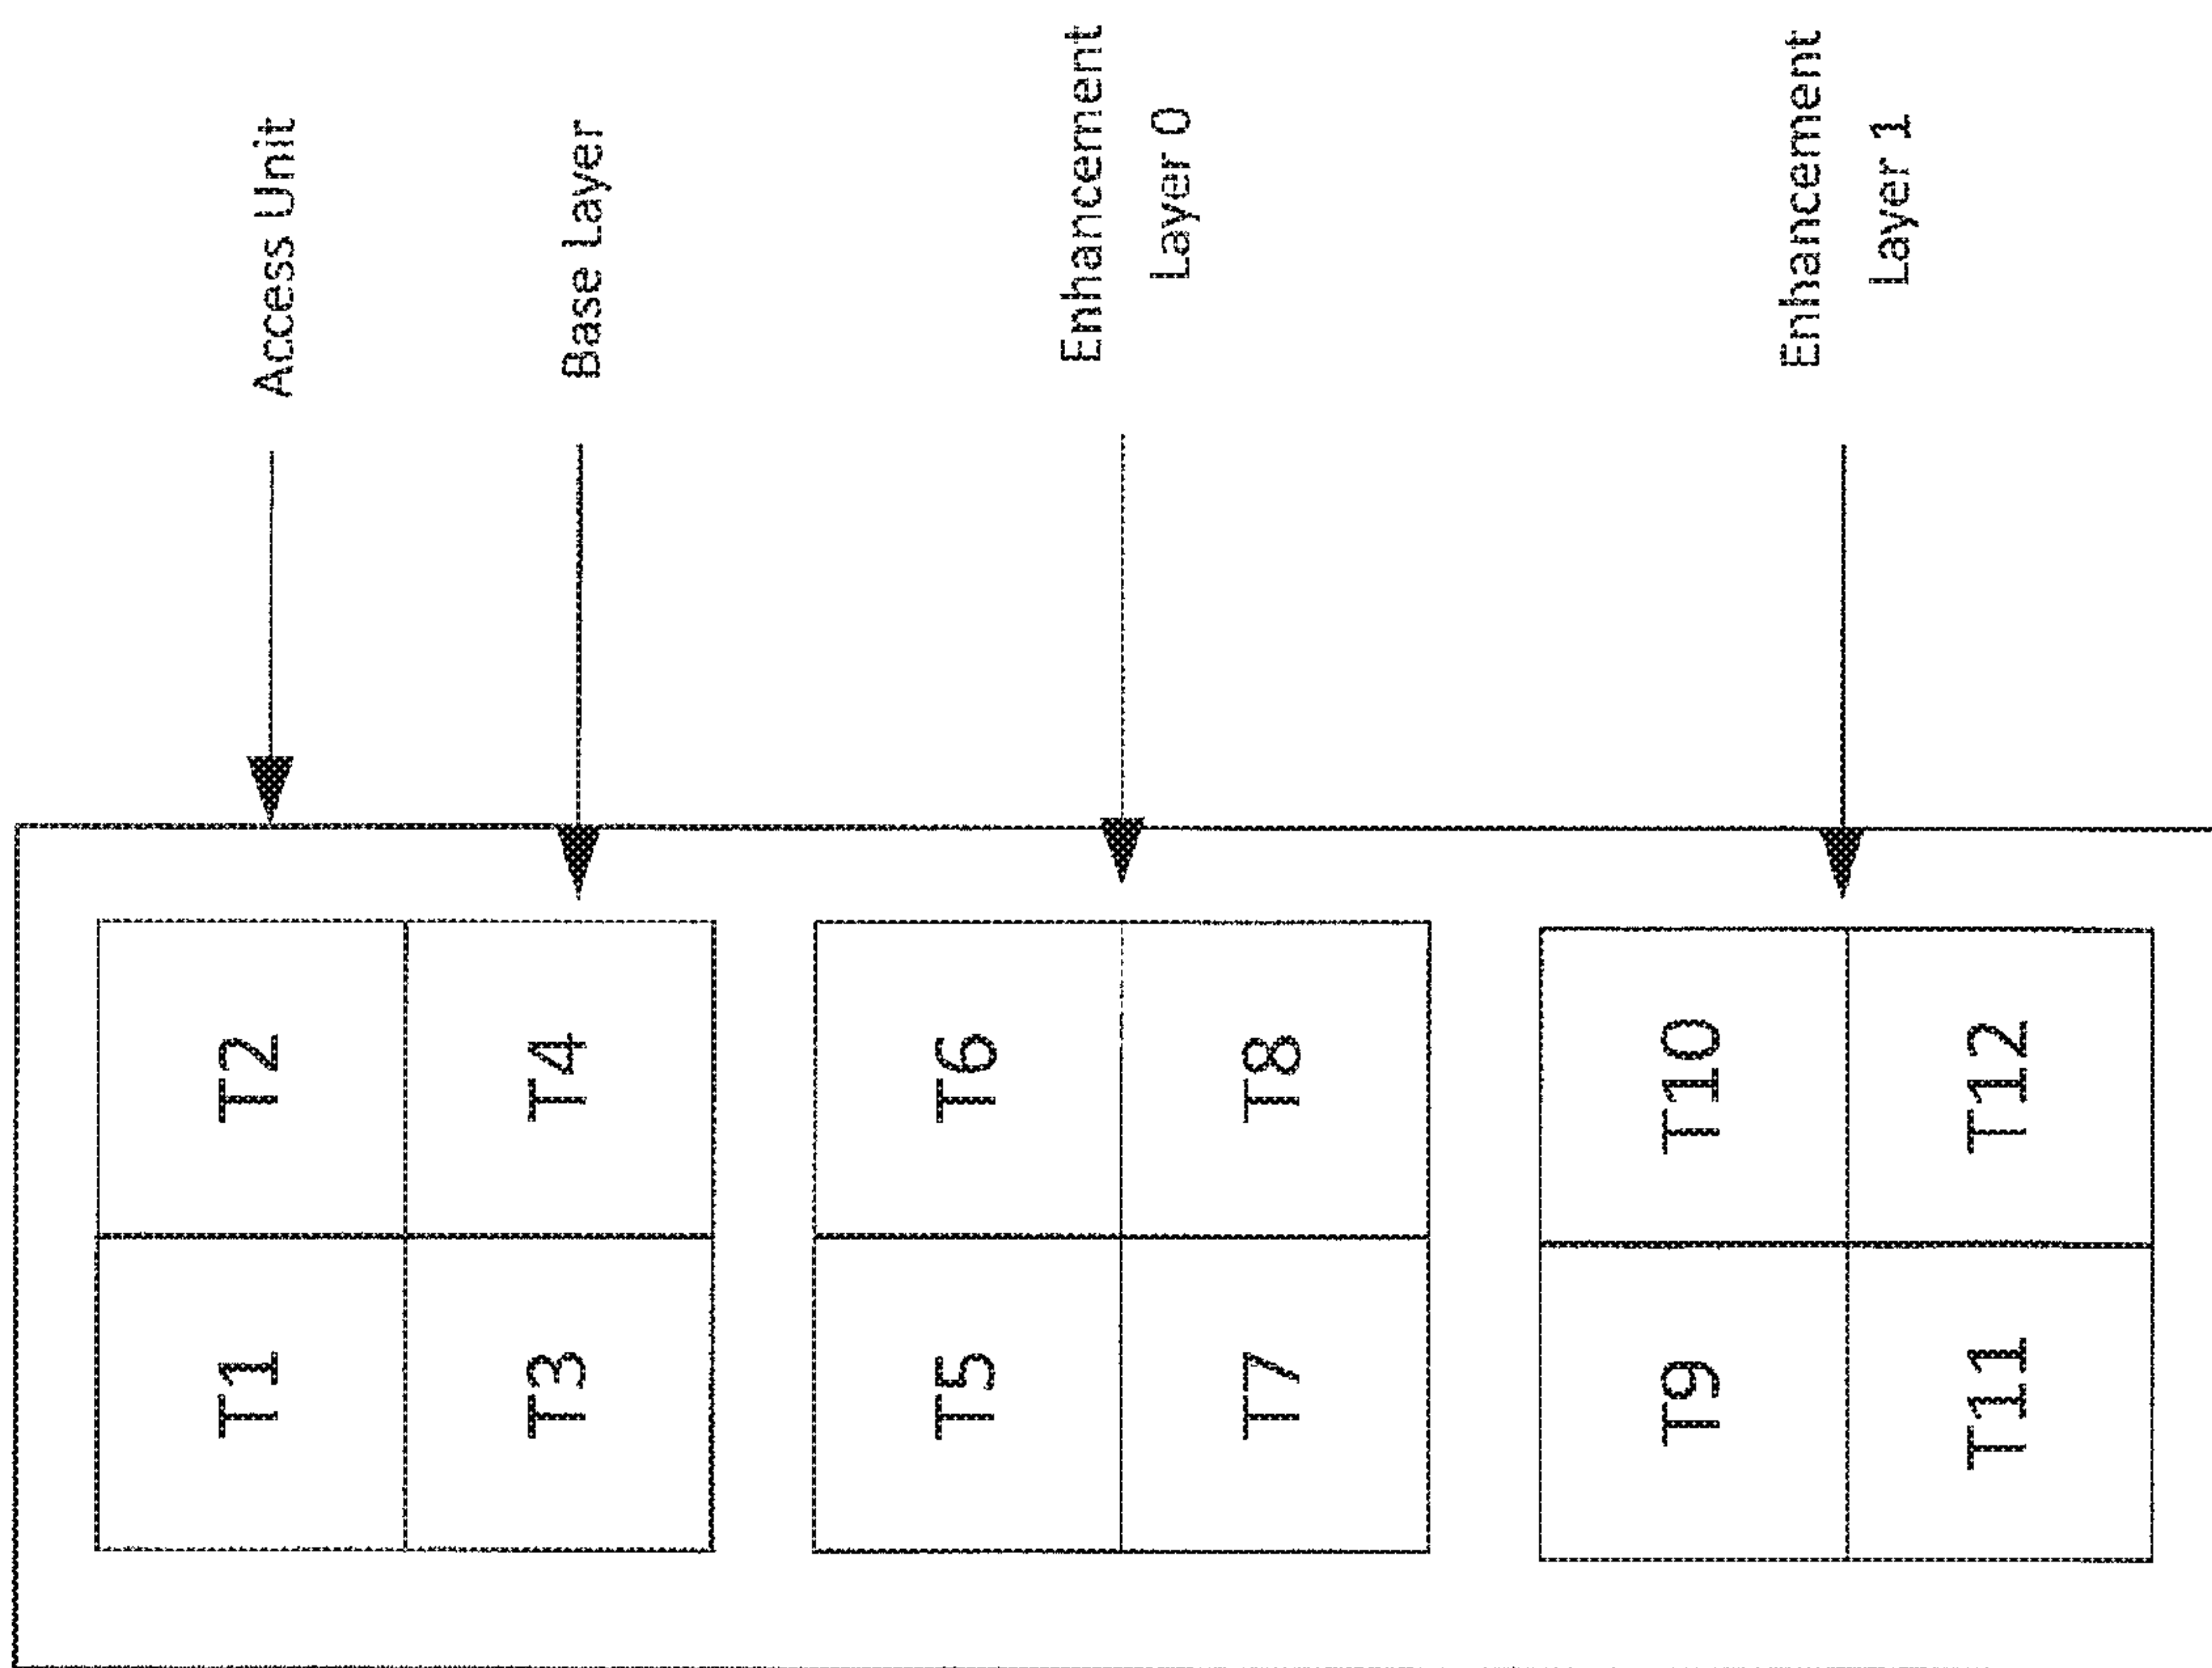 T1
T2
Access Unit
T3
T4
Base Layer
T5
T6
Enhancement
Layer 0
T7
T8
T9
T10
Enhancement
Layer 1
T11
T12